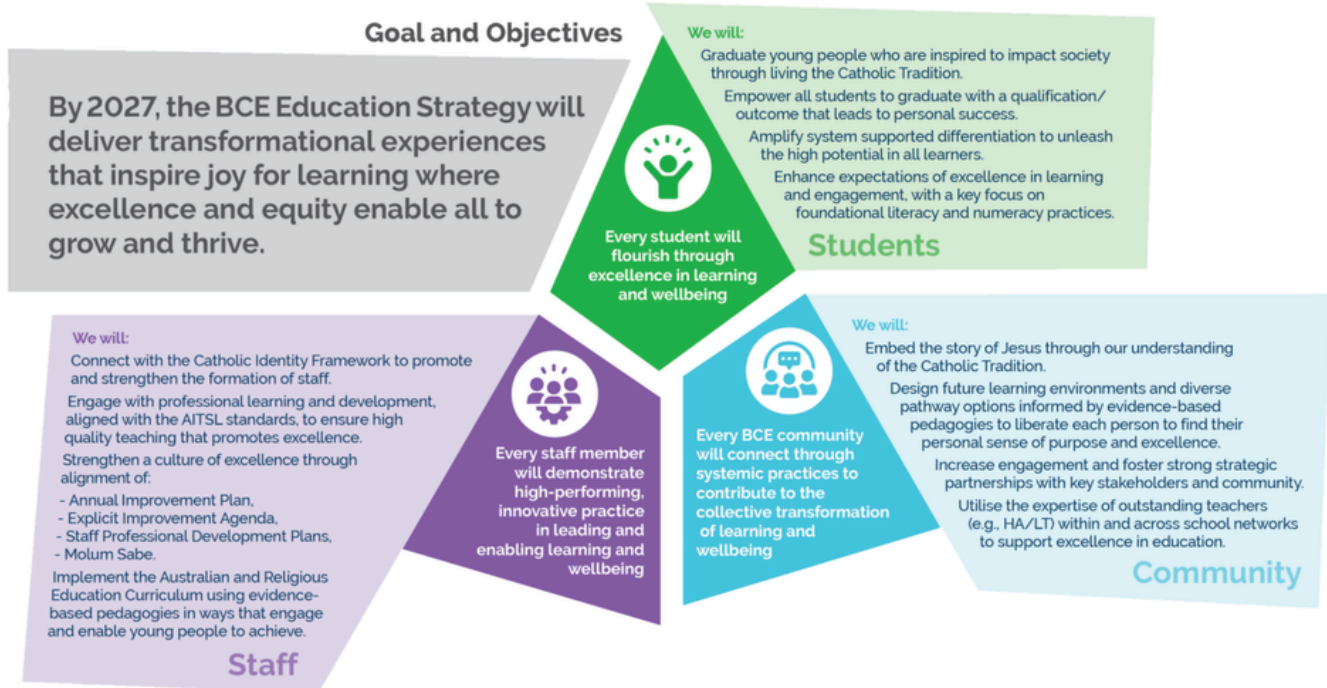 Goal and Objectives
By 2027, the BCE Education Strategy will
deliver transformational experiences
that inspire joy for learning where
excellence and equity enable all to
grow and thrive.
Every student will
flourish through
excellence in learning
and wellbeing
We will:
Graduate young people who are inspired to impact society
through living the Catholic Tradition.
Empower all students to graduate with a qualification/
outcome that leads to personal success.
Amplify system supported differentiation to unleash
the high potential in all learners.
Enhance expectations of excellence in learning
and engagement, with a key focus on
foundational literacy and numeracy practices.
Students
We will:
Connect with the Catholic Identity Framework to promote
and strengthen the formation of staff.
Engage with professional learning and development,
aligned with the AITSL standards, to ensure high
quality teaching that promotes excellence.
Strengthen a culture of excellence through
alignment of:
- Annual Improvement Plan,
- Explicit Improvement Agenda,
- Staff Professional Development Plans,
- Molum Sabe.
Implement the Australian and Religious
Education Curriculum using evidence-
based pedagogies in ways that engage
and enable young people to achieve.
Staff
Every staff member
will demonstrate
high-performing,
innovative practice
in leading and
enabling learning and
wellbeing
Every BCE community
will connect through
systemic practices to
contribute to the
collective transformation
of learning and
wellbeing
We will:
Embed the story of Jesus through our understanding
of the Catholic Tradition.
Design future learning environments and diverse
pathway options informed by evidence-based
pedagogies to liberate each person to find their
personal sense of purpose and excellence.
Increase engagement and foster strong strategic
partnerships with key stakeholders and community.
Utilise the expertise of outstanding teachers
(e.g., HA/LT) within and across school networks
to support excellence in education.
Community